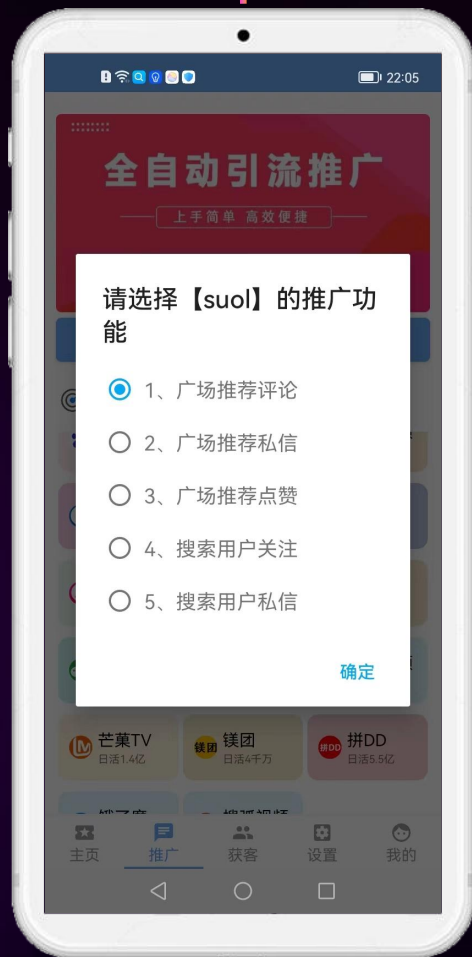 22:05
全自动引流推广
上手简单 高效便捷
请选择【suol】的推广功
能
1、广场推荐评论
2、广场推荐私信
3、广场推荐点赞
4、搜索用户关注
5、搜索用户私信
确定
芒菓TV
日活1.4亿
镁团
镁团
日活4千万
拼DD
拼DD
日活5.5亿
主页
推广
获客
设置
我的